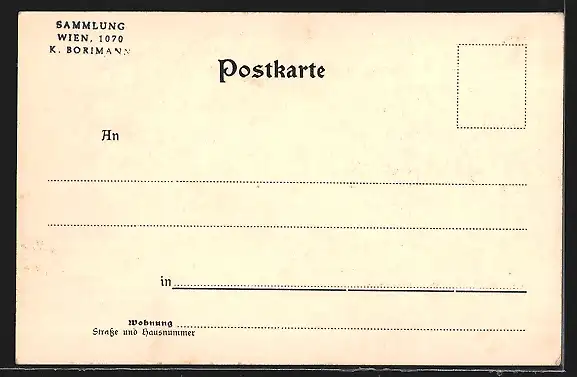 SAMMLUNG
WIEN, 1070
K. BORIMANN
Postkarte
An
in
Wohnung
Straße und Hausnummer